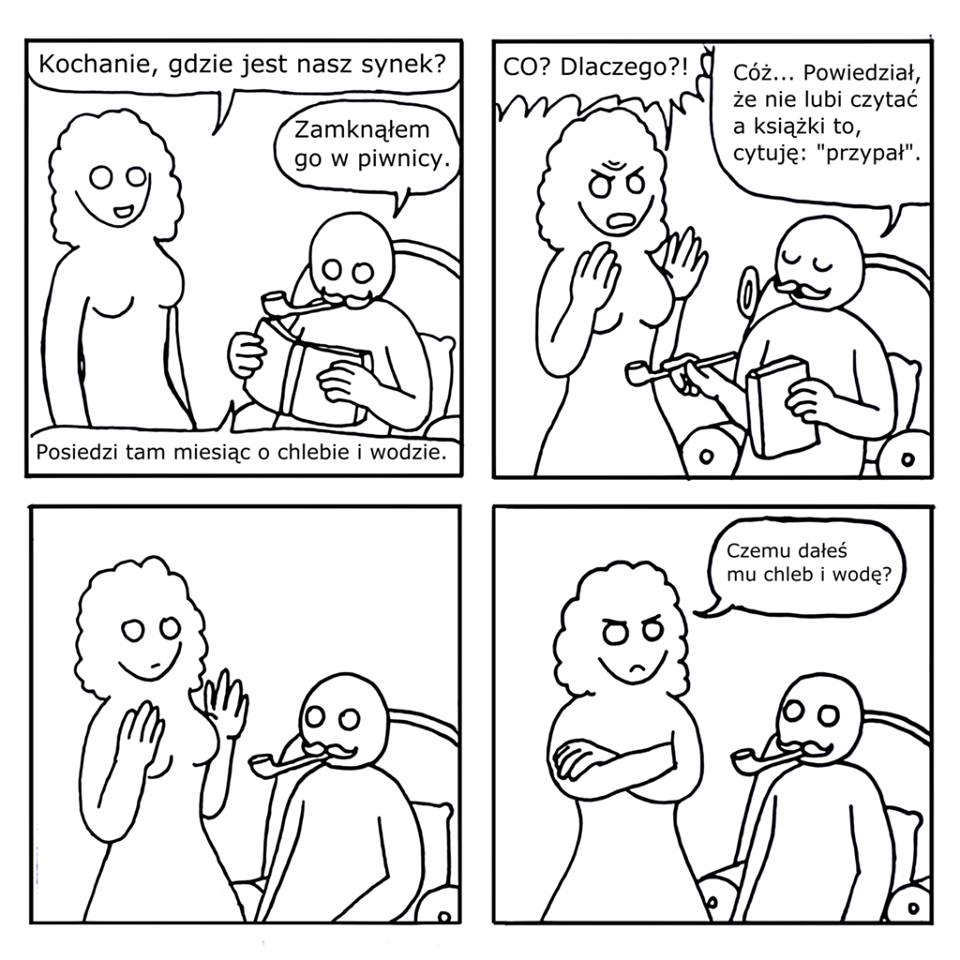 Kochanie, gdzie jest nasz synek?
Zamknąłem
go w piwnicy.
Posiedzi tam miesiąc o chlebie i wodzie.
CO? Dlaczego?!
Cóż... Powiedział,
że nie lubi czytać
a książki to,
cytuję: "przypał".
Czemu dałeś
mu chleb i wodę?